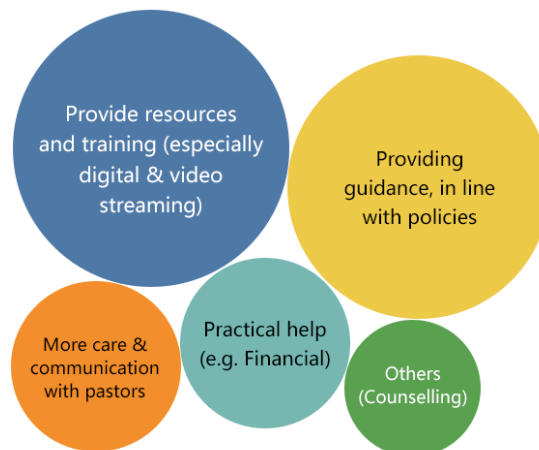 Provide resources
and training (especially
digital & video
streaming)
Providing
guidance, in line
with policies
More care &
communication
with pastors
Practical help
(e.g. Financial)
Others
(Counselling)